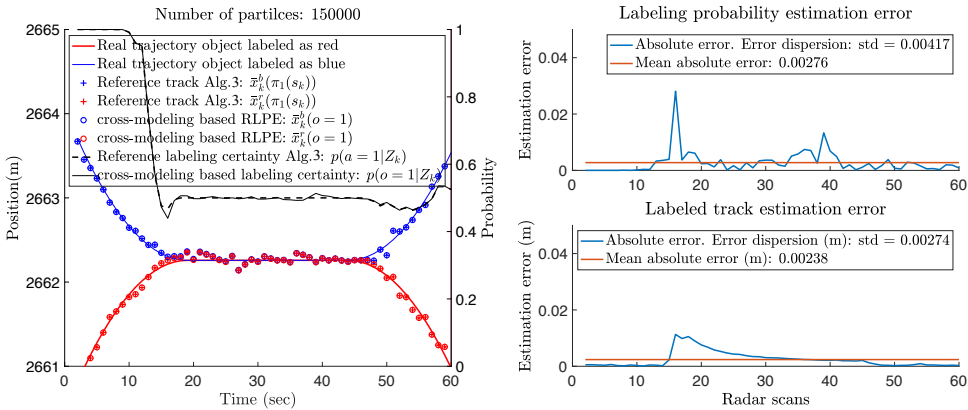 Number of partilces: 150000
2665
2664
2663
2662
2661
Position(m)
Real trajectory object labeled as red
Real trajectory object labeled as blue
Reference track Alg.3: x̄ᵇₖ(π₁(sₖ))
Reference track Alg.3: x̄ʳₖ(π₁(sₖ))
cross-modeling based RLPE: x̄ᵇₖ(o = 1)
cross-modeling based RLPE: x̄ʳₖ(o = 1)
Reference labeling certainty Alg.3: p(a = 1|Zₖ)
cross-modeling based labeling certainty: p(o = 1|Zₖ)
1
0.8
0.6
0.4
0.2
0
Probability
0 10 20 30 40 50 60
Time (sec)
Labeling probability estimation error
Estimation error
0.04
0.02
0
Absolute error. Error dispersion: std = 0.00417
Mean absolute error: 0.00276
0 10 20 30 40 50 60
Labeled track estimation error
Estimation error (m)
0.04
0.02
0
Absolute error. Error dispersion (m): std = 0.00274
Mean absolute error (m): 0.00238
0 10 20 30 40 50 60
Radar scans